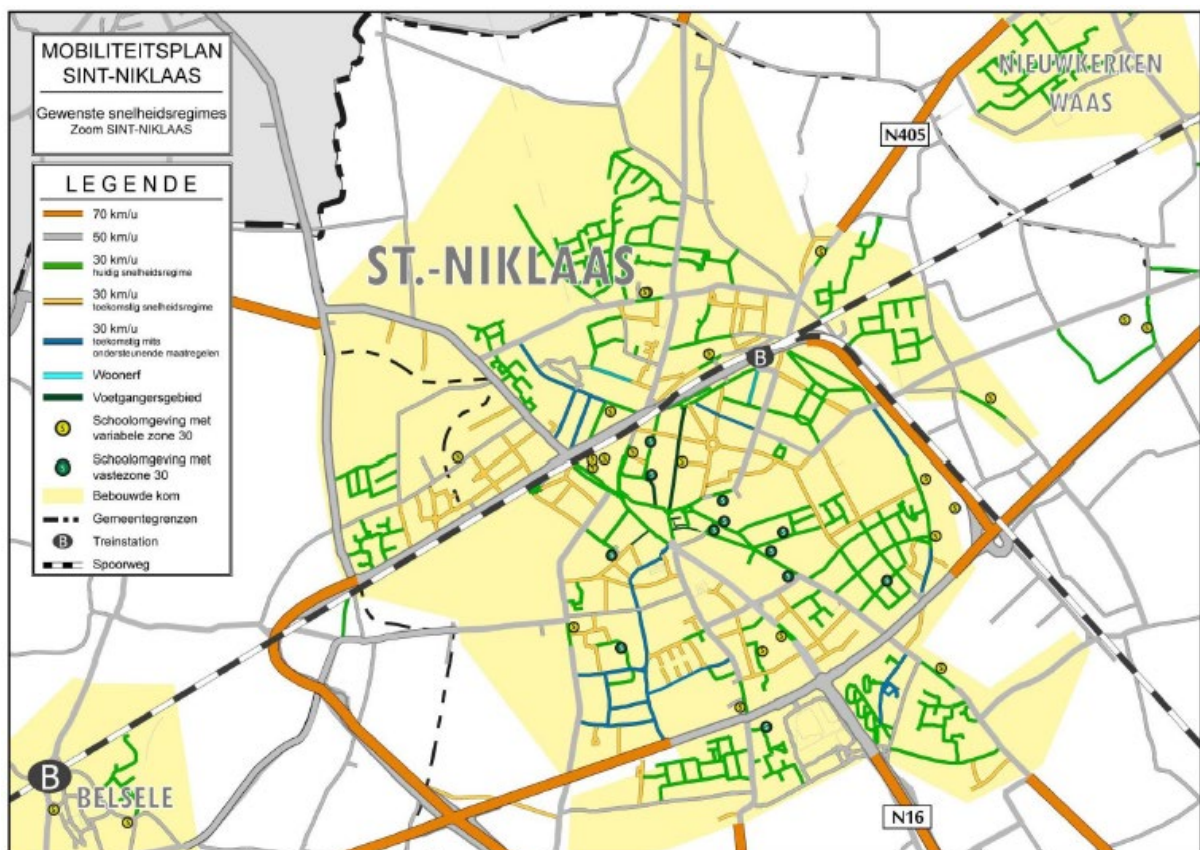 MOBILITEITSPLAN
SINT-NIKLAAS
Gewenste snelheidsregimes
Zoom SINT-NIKLAAS
LEGENDE
70 km/u
50 km/u
30 km/u
huidig snelheidsregime
30 km/u
toekomstig snelheidsregime
30 km/u
toekomstig mits
ondersteunende maatregelen
Woonerf
Voetgangersgebied
Schoolomgeving met
variabele zone 30
Schoolomgeving met
vastezone 30
Bebouwde kom
Gemeentegrenzen
B Treinstation
Spoorweg
NIEUWKERKEN
WAAS
N405
ST.-NIKLAAS
B
B
BELSELE
N16